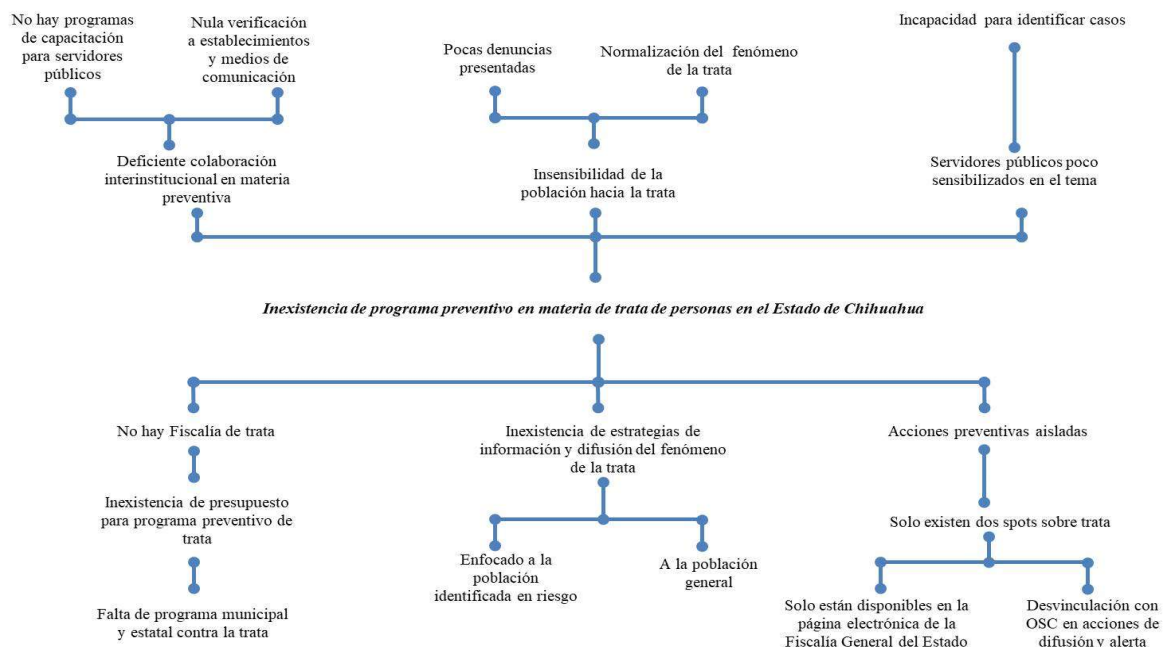 No hay programas
de capacitación
para servidores
públicos
Nula verificación
a establecimientos
y medios de
comunicación
Pocas denuncias
presentadas
Normalización del fenómeno
de la trata
Incapacidad para identificar casos
Deficiente colaboración
interinstitucional en materia
preventiva
Insensibilidad de la
población hacia la trata
Servidores públicos poco
sensibilizados en el tema
Inexistencia de programa preventivo en materia de trata de personas en el Estado de Chihuahua
No hay Fiscalía de trata
Inexistencia de estrategias de
información y difusión del fenómeno
de la trata
Acciones preventivas aisladas
Inexistencia de presupuesto
para programa preventivo de
trata
Solo existen dos spots sobre trata
Enfocado a la
población
identificada en riesgo
A la población
general
Falta de programa municipal
y estatal contra la trata
Solo están disponibles en la
página electrónica de la
Fiscalía General del Estado
Desvinculación con
OSC en acciones de
difusión y alerta